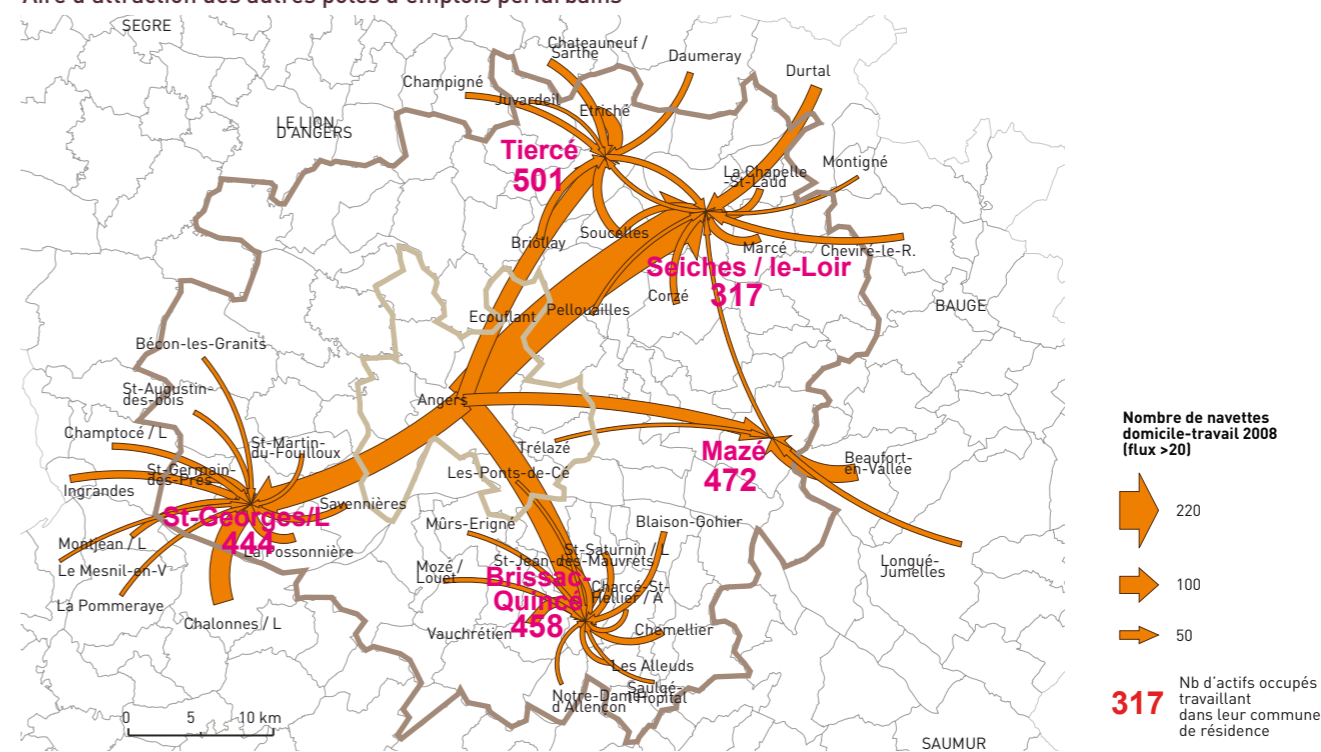 Aire d'attraction des autres pôles d'emplois périurbains
SEGRE
Chateauneuf /
Sarthe
Daumeray
Durtal
Champigné
Juvardeil
Etriché
LE LION
D'ANGERS
Tiercé
501
La Chapelle
-St-Laud
Montigné
Briollay
Soucelles
Marcé
Cheviré-le-R.
Seiches / le-Loir
317
Corzé
Ecouflant
Pellouailles
BAUGE
Bécon-les-Granits
St-Augustin-
des-bois
Angers
Champtocé / L
St-Martin-
du-Fouilloux
Trélazé
Mazé
472
Beaufort-
en-Vallée
St-Germain-
des-Prés
Les-Ponts-de-Cé
Ingrandes
Savennières
St-Georges/L
444
Mûrs-Erigné
Blaison-Gohier
Montjean / L
La Possonnière
St-Saturnin / L
St-Jean-des-Mauvrets
Longué-
Jumelles
Le Mesnil-en-V
Mozé /
Louet
Brissac-
Quincé
458
Charcé-St-
Hellier / A
La Pommeraye
Chalonnes / L
Vauchrétien
Chemellier
Les Alleuds
Notre-Dame
d'Allençon
Saulgé-
l'Hôpital
0 5 10 km
SAUMUR
Nombre de navettes
domicile-travail 2008
(flux >20)
220
100
50
317
Nb d'actifs occupés
travaillant
dans leur commune
de résidence